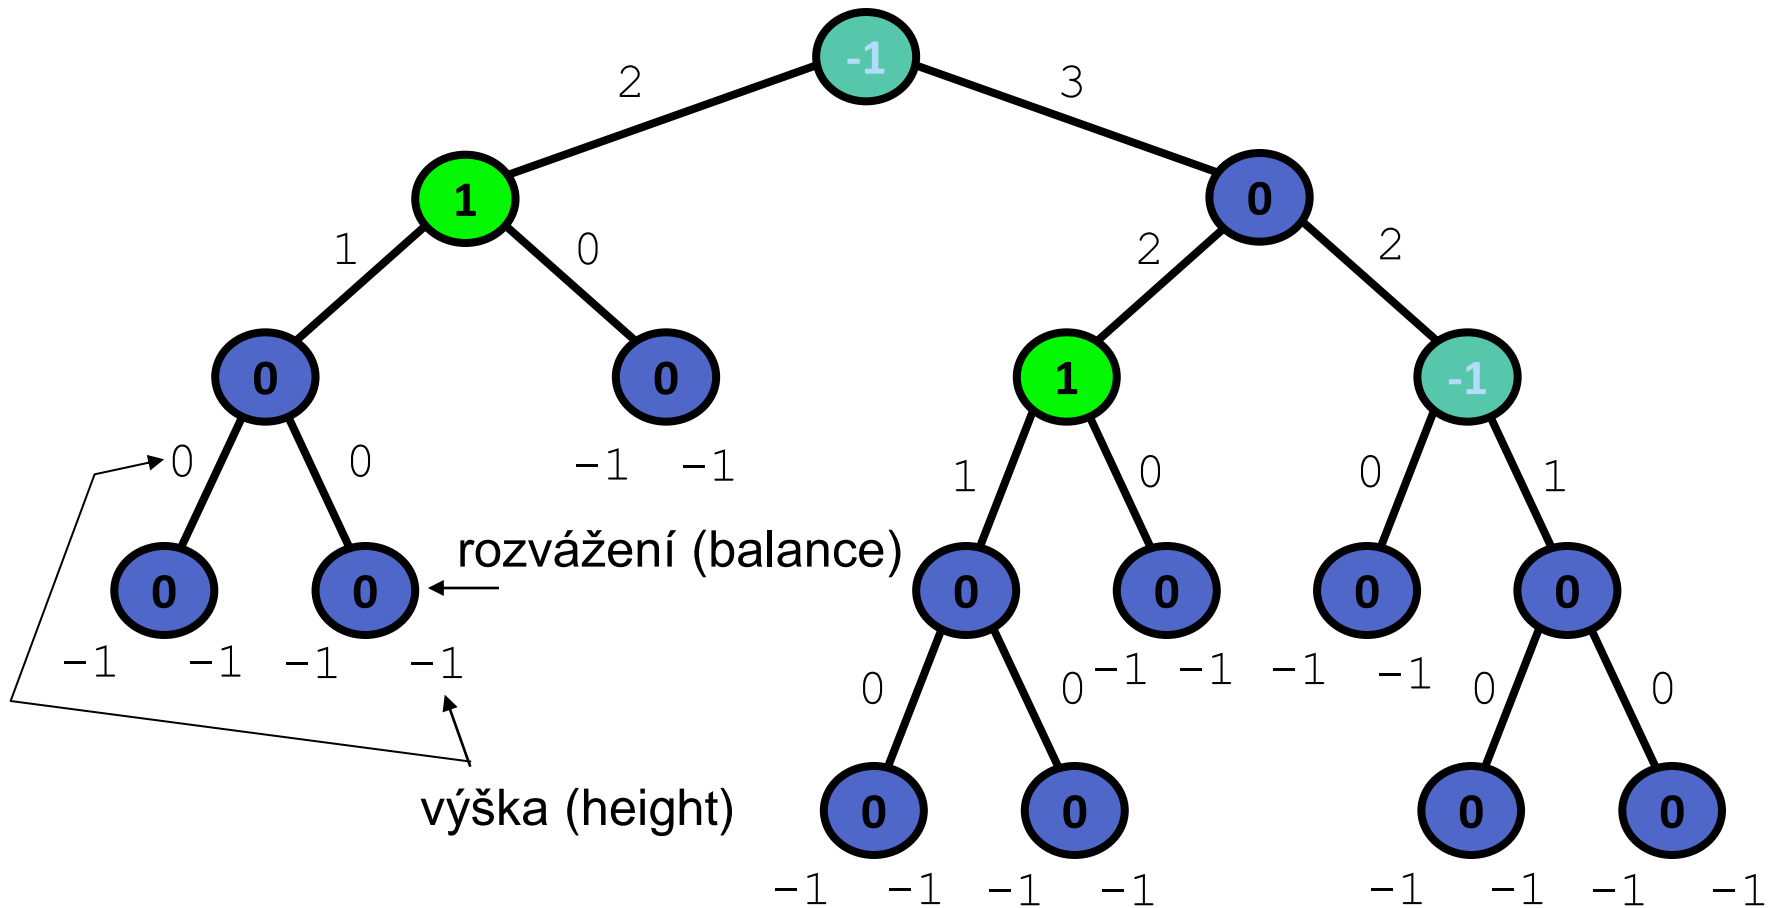 -1
2 3
1 0
1 0 2 2
0 0 1 -1
0 0 -1 -1 1 0 0 1
rozvážení (balance)
0 0 0 0 0 0
-1 -1 -1 -1 -1 -1 -1 -1
0 0 0 0
výška (height)
0 0 0 0
-1 -1 -1 -1 -1 -1 -1 -1